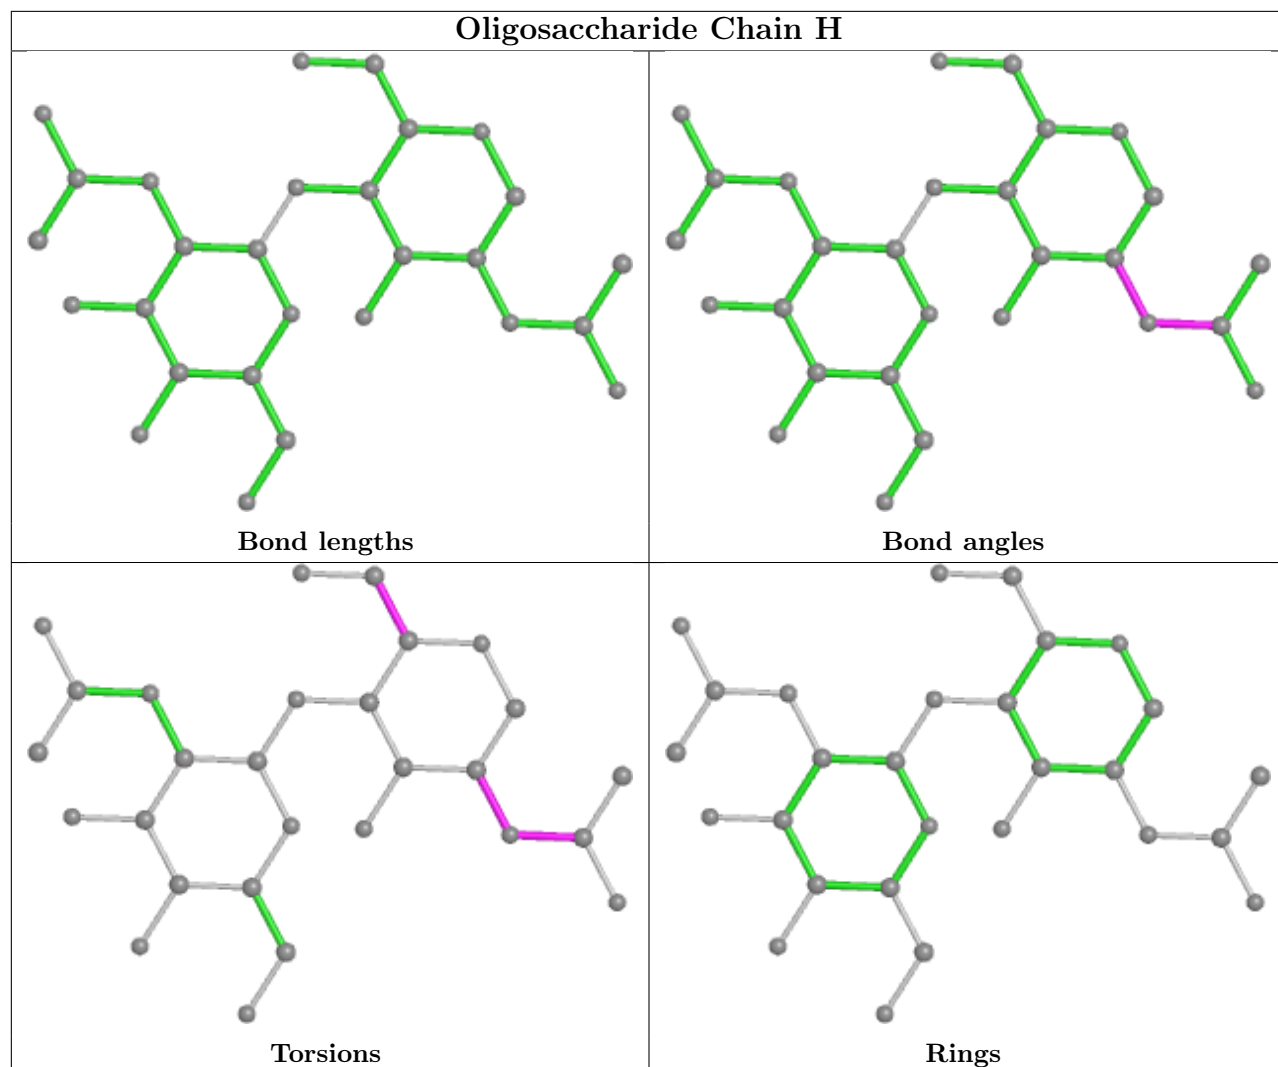 Oligosaccharide Chain H
Bond lengths
Bond angles
Torsions
Rings